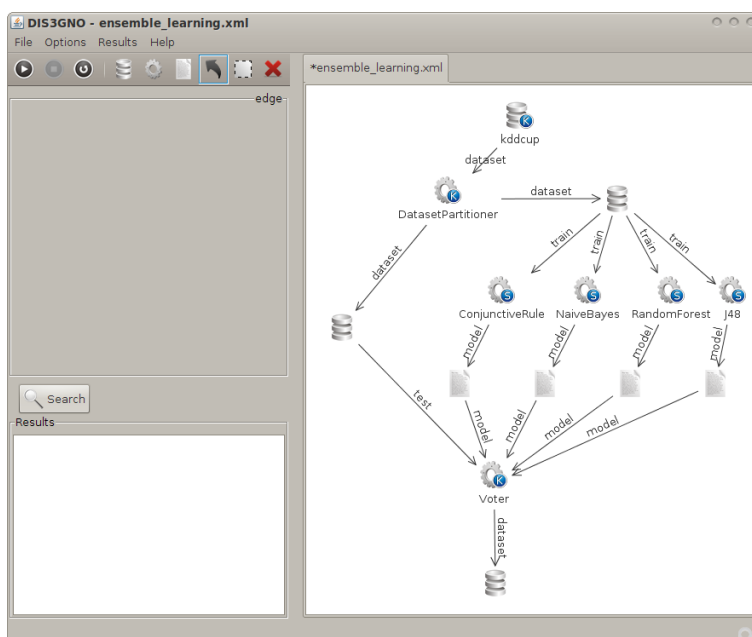 DIS3GNO - ensemble_learning.xml
File Options Results Help
*ensemble_learning.xml
edge
K
kddcup
dataset
K
dataset
DatasetPartitioner
train
train
train
train
dataset
S
S
S
S
ConjunctiveRule
NaiveBayes
RandomForest
J48
model
model
model
model
Search
test
model
model
model
model
Results
K
Voter
dataset